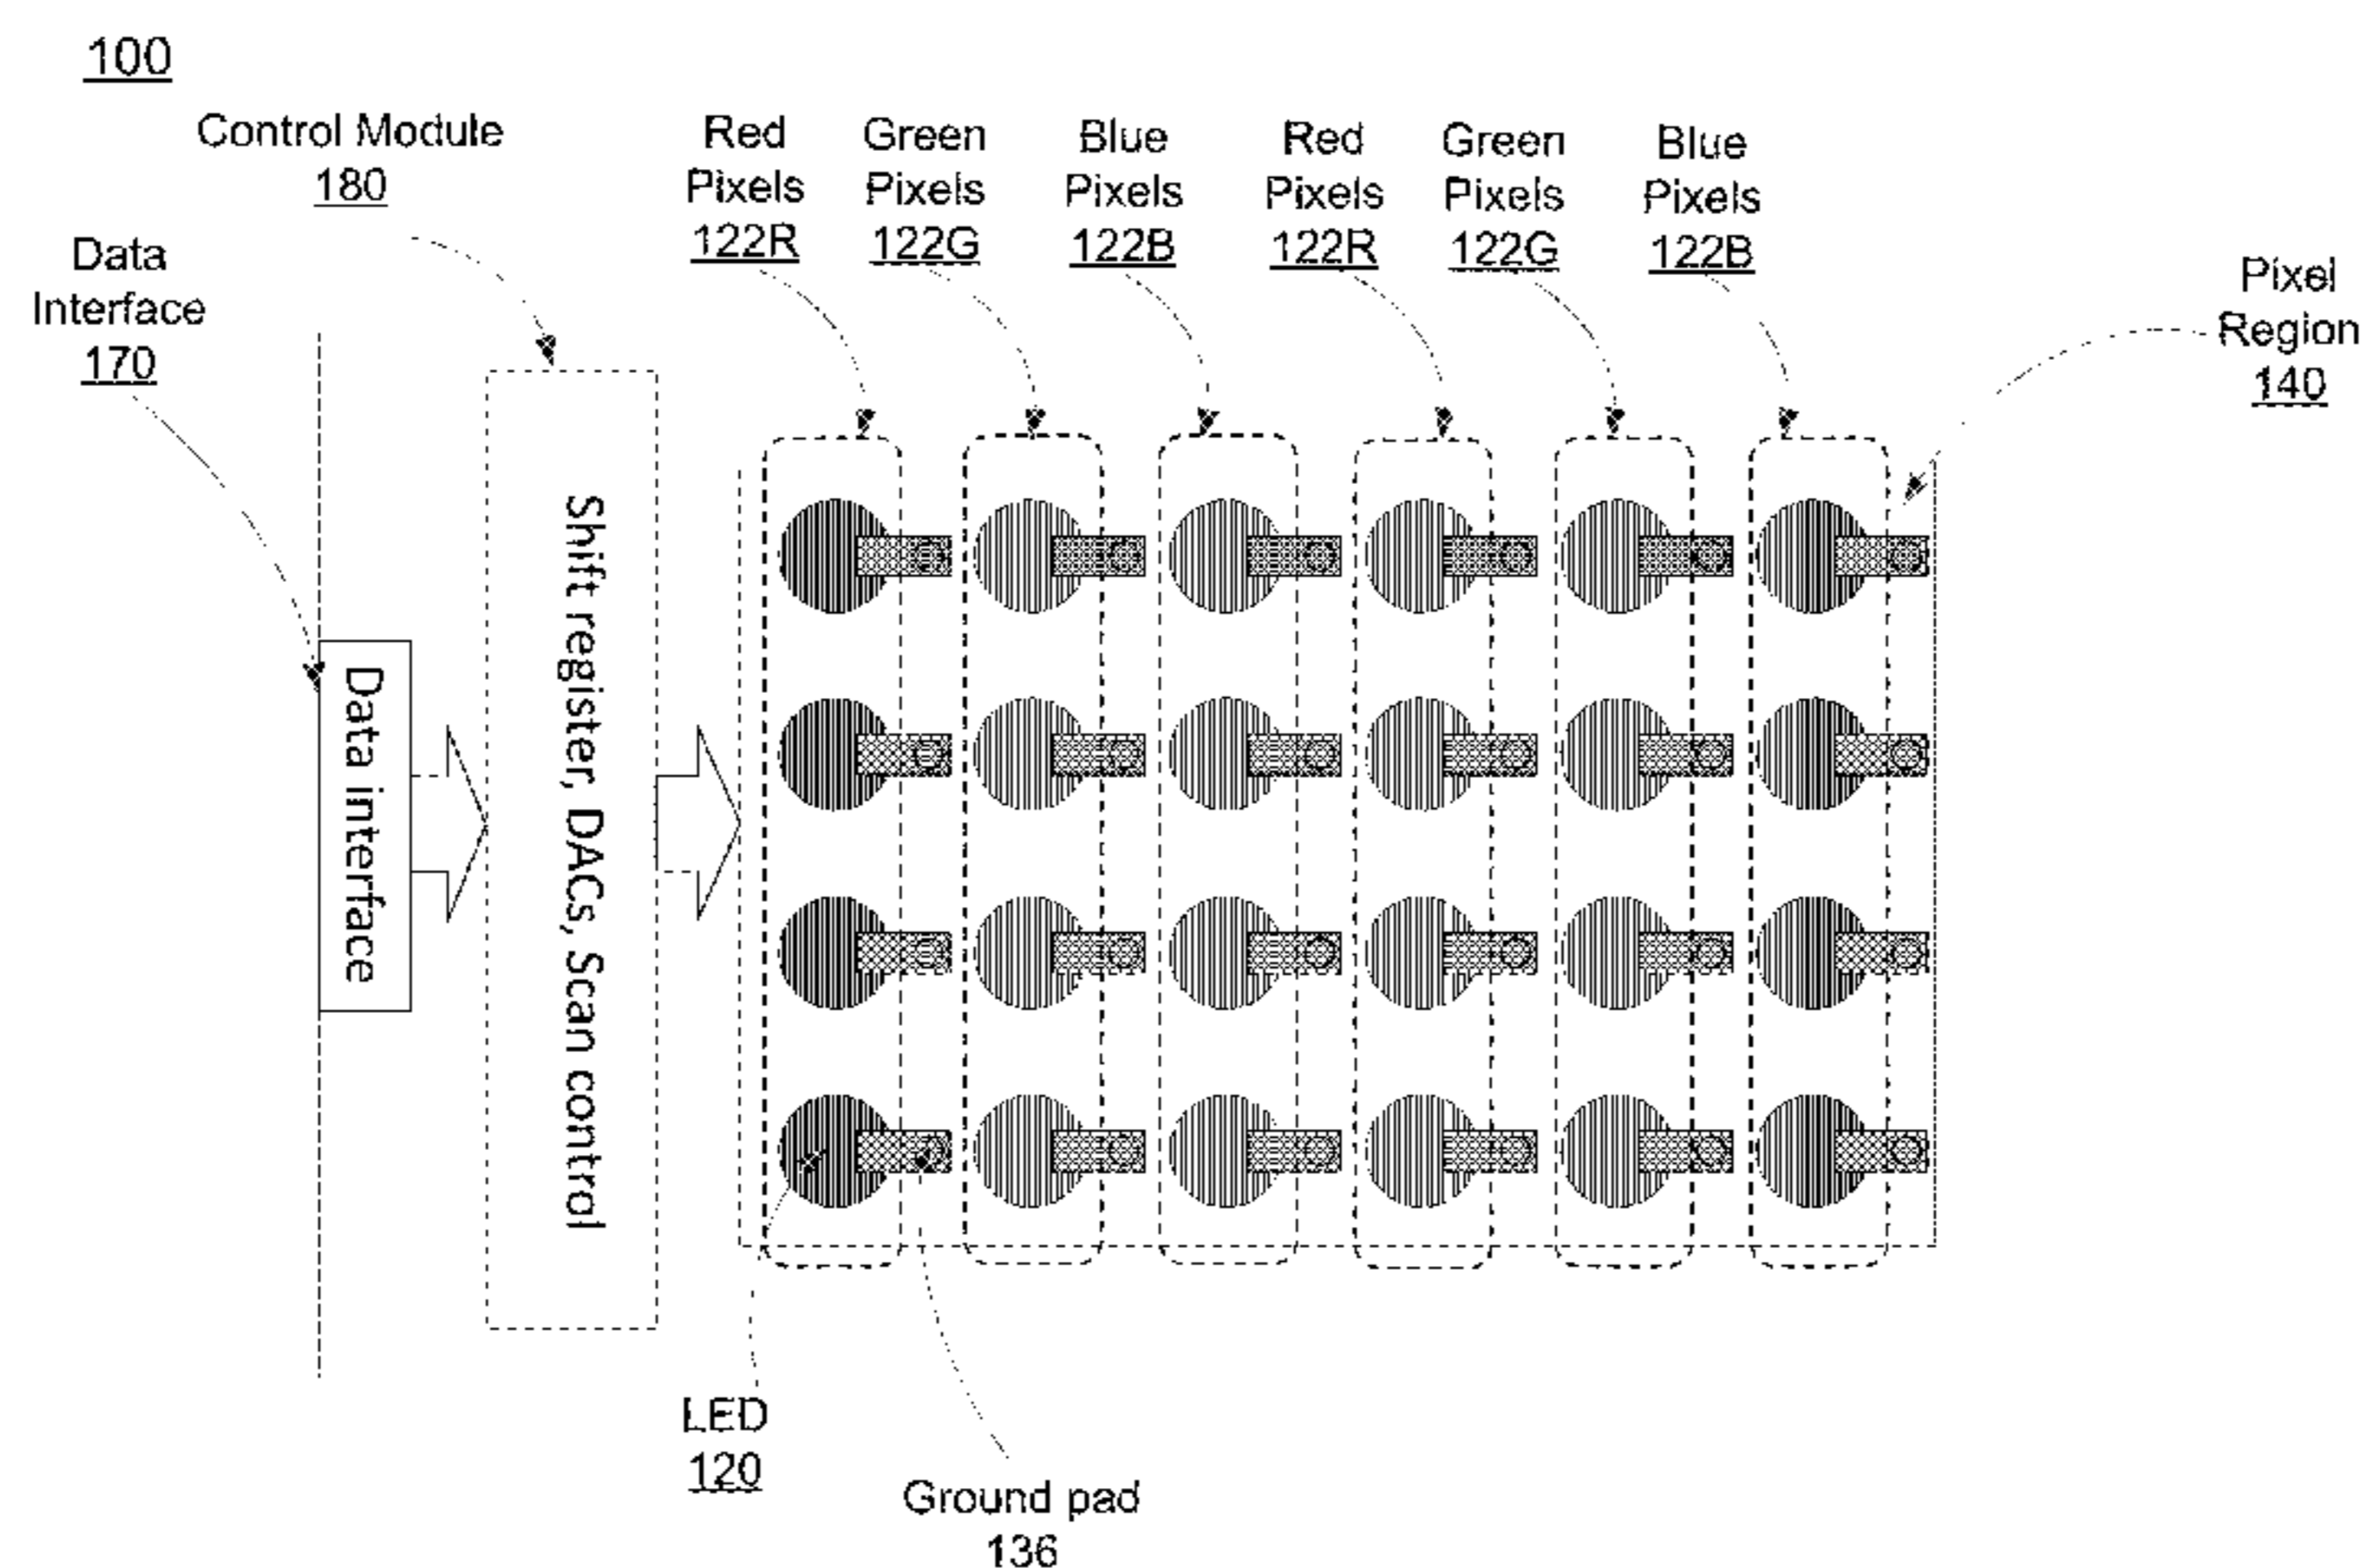 100
Control Module
180
Data
Interface
170
Red
Pixels
122R
Green
Pixels
122G
Blue
Pixels
122B
Red
Pixels
122R
Green
Pixels
122G
Blue
Pixels
122B
Pixel
Region
140
Data interface
Shift register, DACs, Scan control
LED
120
Ground pad
136